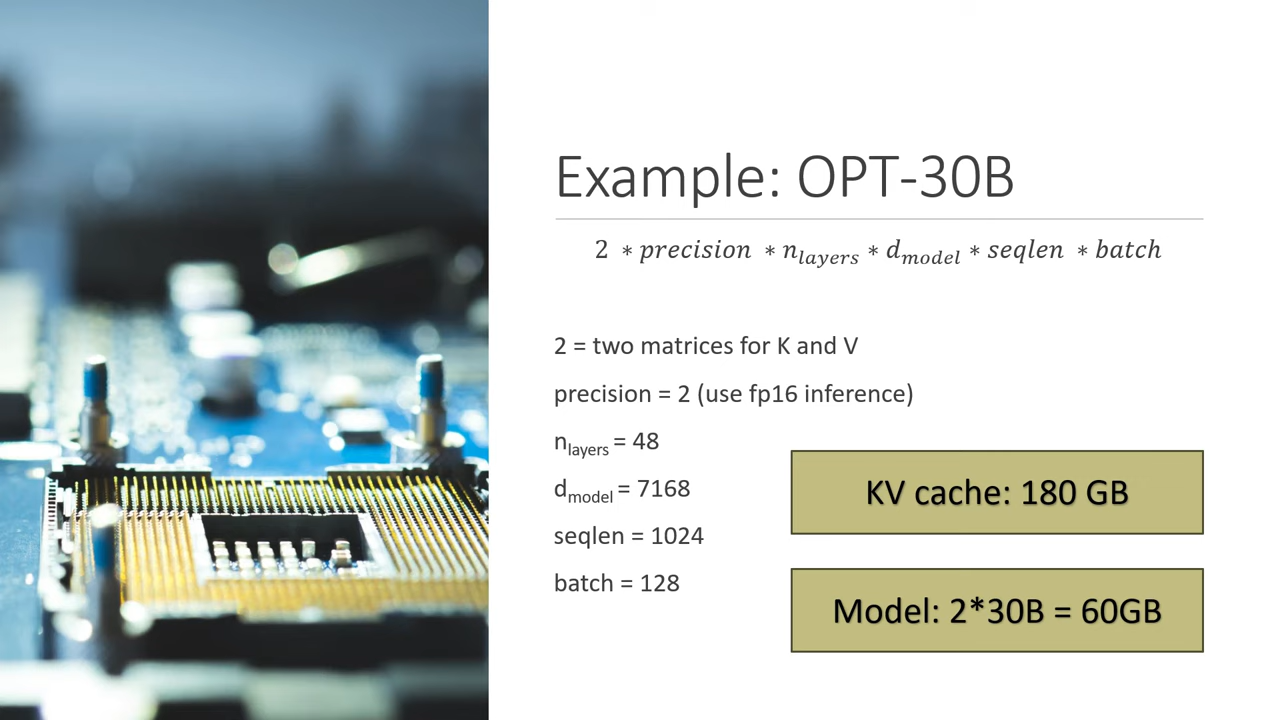 Example: OPT-30B
2 ∗ precision ∗ n_layers ∗ d_model ∗ seqlen ∗ batch
2 = two matrices for K and V
precision = 2 (use fp16 inference)
n_layers = 48
d_model = 7168
seqlen = 1024
batch = 128
KV cache: 180 GB
Model: 2*30B = 60GB